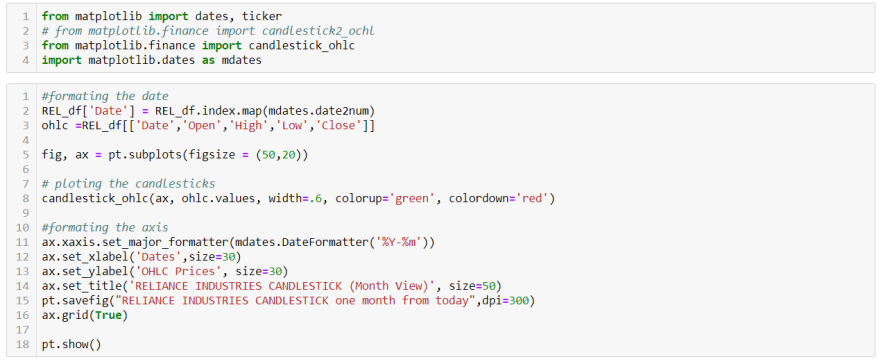 1 from matplotlib import dates, ticker
2 # from matplotlib.finance import candlestick2_ochl
3 from matplotlib.finance import candlestick_ohlc
4 import matplotlib.dates as mdates
1 #formating the date
2 REL_df['Date'] = REL_df.index.map(mdates.date2num)
3 ohlc =REL_df[['Date','Open','High','Low','Close']]
4
5 fig, ax = pt.subplots(figsize = (50,20))
6
7 # ploting the candlesticks
8 candlestick_ohlc(ax, ohlc.values, width=.6, colorup='green', colordown='red')
9
10 #formating the axis
11 ax.xaxis.set_major_formatter(mdates.DateFormatter('%Y-%m'))
12 ax.set_xlabel('Dates',size=30)
13 ax.set_ylabel('OHLC Prices', size=30)
14 ax.set_title('RELIANCE INDUSTRIES CANDLESTICK (Month View)', size=50)
15 pt.savefig("RELIANCE INDUSTRIES CANDLESTICK one month from today",dpi=300)
16 ax.grid(True)
17
18 pt.show()